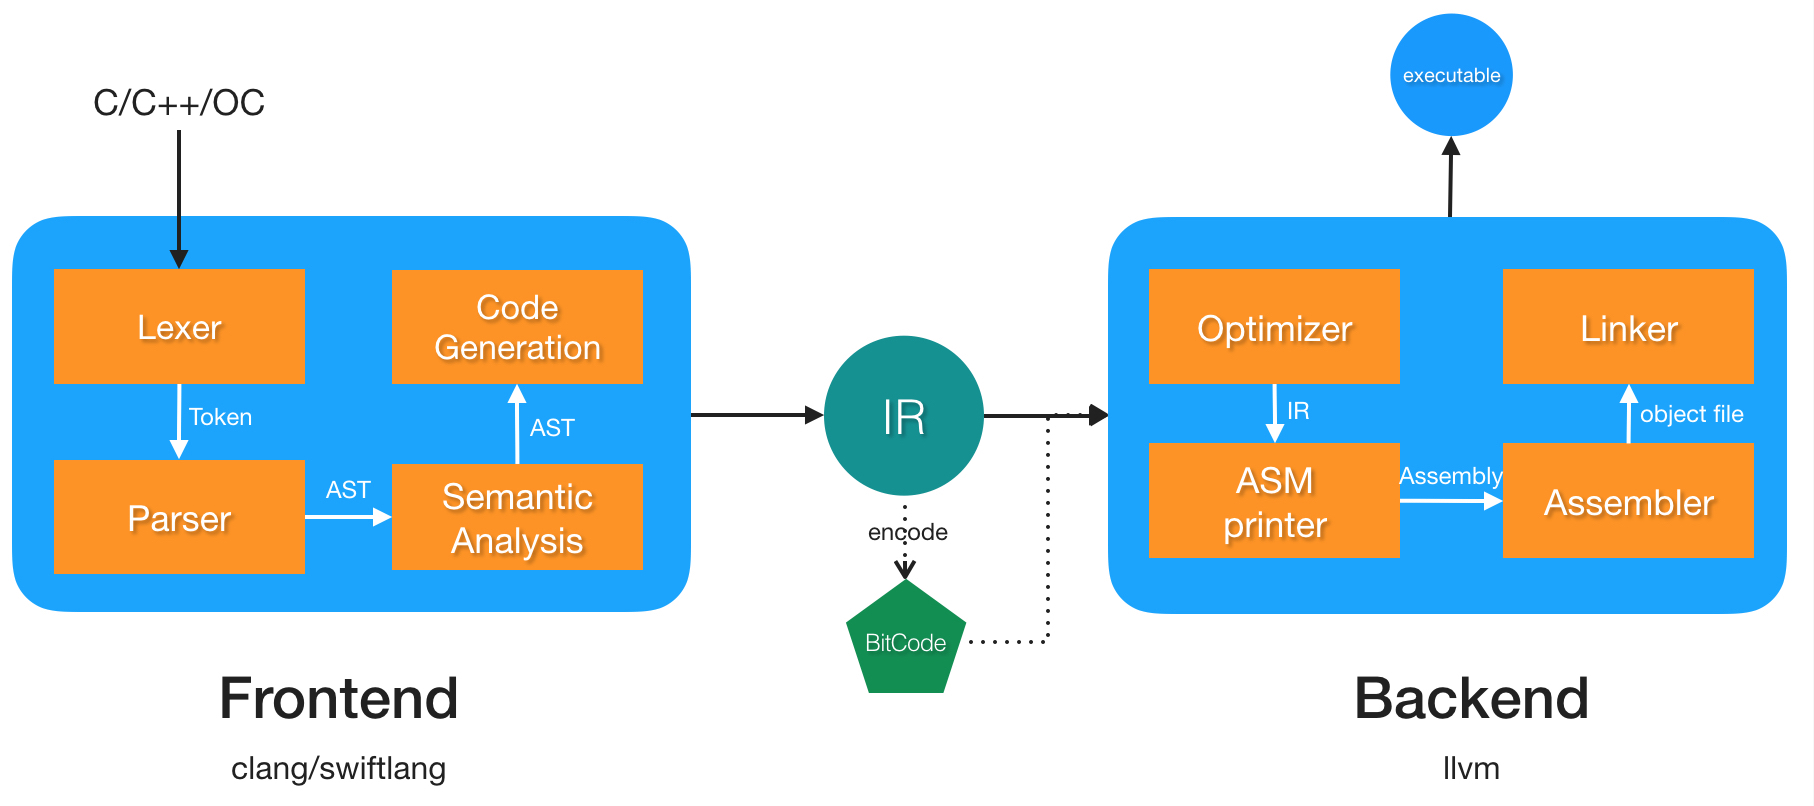 C/C++/OC
Lexer
Token
Parser
AST
Semantic
Analysis
AST
Code
Generation
Frontend
clang/swiftlang
IR
encode
BitCode
executable
Optimizer
IR
ASM
printer
Assembly
Assembler
object file
Linker
Backend
llvm